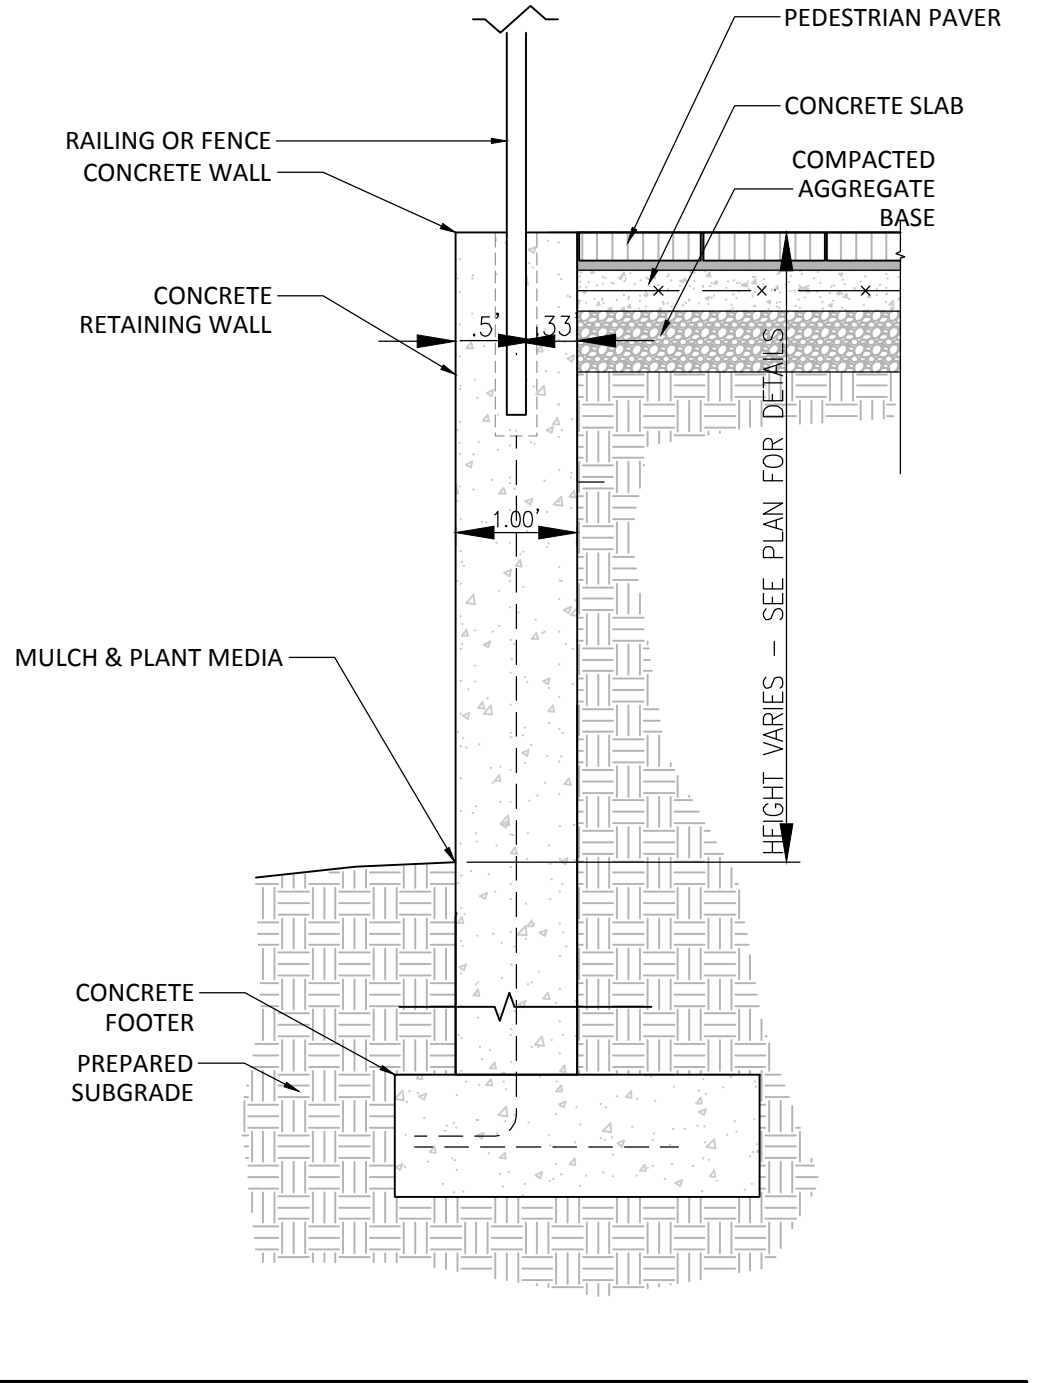 PEDESTRIAN PAVER
CONCRETE SLAB
RAILING OR FENCE
COMPACTED
AGGREGATE
BASE
CONCRETE WALL
CONCRETE
RETAINING WALL
.5'
.33'
1.00'
HEIGHT VARIES - SEE PLAN FOR DETAILS
MULCH & PLANT MEDIA
CONCRETE
FOOTER
PREPARED
SUBGRADE